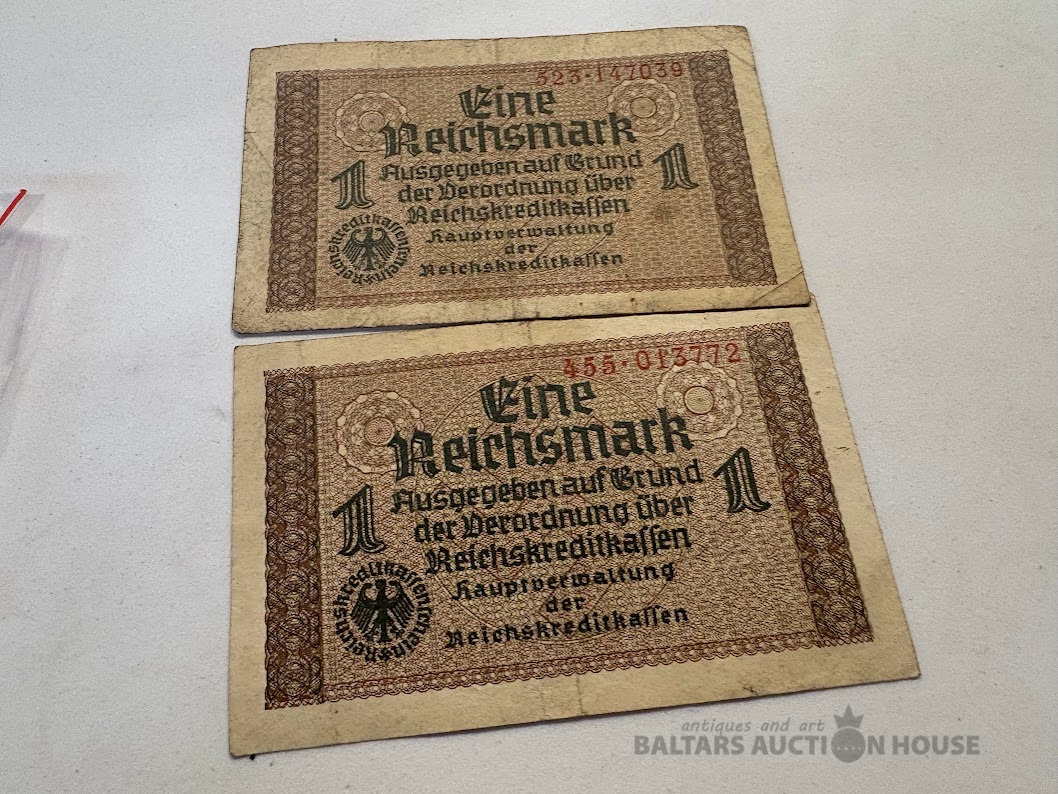 523·147039
Eine
Reichsmark
1
1
Ausgegeben auf Grund
der Verordnung über
Reichskreditkassen
Hauptverwaltung
der
Reichskreditkassen
Reichskreditkassenschein
455·013772
Eine
Reichsmark
1
1
Ausgegeben auf Grund
der Verordnung über
Reichskreditkassen
Hauptverwaltung
der
Reichskreditkassen
Reichskreditkassenschein
antiques and art
BALTARS AUCTION HOUSE